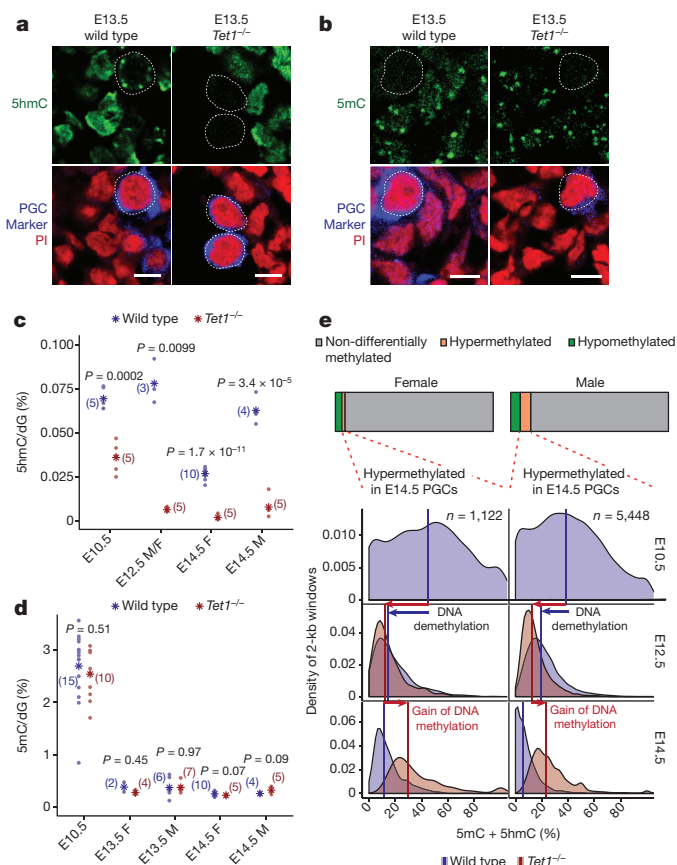 a
E13.5
wild type
E13.5
Tet1–/–
5hmC
PGC
Marker
PI
b
E13.5
wild type
E13.5
Tet1–/–
5mC
PGC
Marker
PI
c
Wild type
Tet1–/–
5hmC/dG (%)
0.100
0.075
0.050
0.025
0
P = 0.0002
P = 0.0099
P = 1.7 × 10−11
P = 3.4 × 10−5
(5)
(5)
(3)
(5)
(10)
(5)
(4)
(5)
E10.5
E12.5 M/F
E14.5 F
E14.5 M
d
Wild type
Tet1–/–
5mC/dG (%)
3
2
1
0
P = 0.51
P = 0.45
P = 0.97
P = 0.07
P = 0.09
(15)
(10)
(2)
(4)
(6)
(7)
(10)
(5)
(4)
(5)
E10.5
E13.5 F
E13.5 M
E14.5 F
E14.5 M
e
Non-differentially
methylated
Hypermethylated
Hypomethylated
Female
Male
Hypermethylated
in E14.5 PGCs
Hypermethylated
in E14.5 PGCs
n = 1,122
n = 5,448
E10.5
0.010
0.005
0
DNA
demethylation
DNA
demethylation
E12.5
0.04
0.02
0
Gain of DNA
methylation
Gain of DNA
methylation
E14.5
0.06
0.04
0.02
0
Density of 2-kb windows
0
20
40
60
80
0
20
40
60
80
5mC + 5hmC (%)
Wild type
Tet1–/–